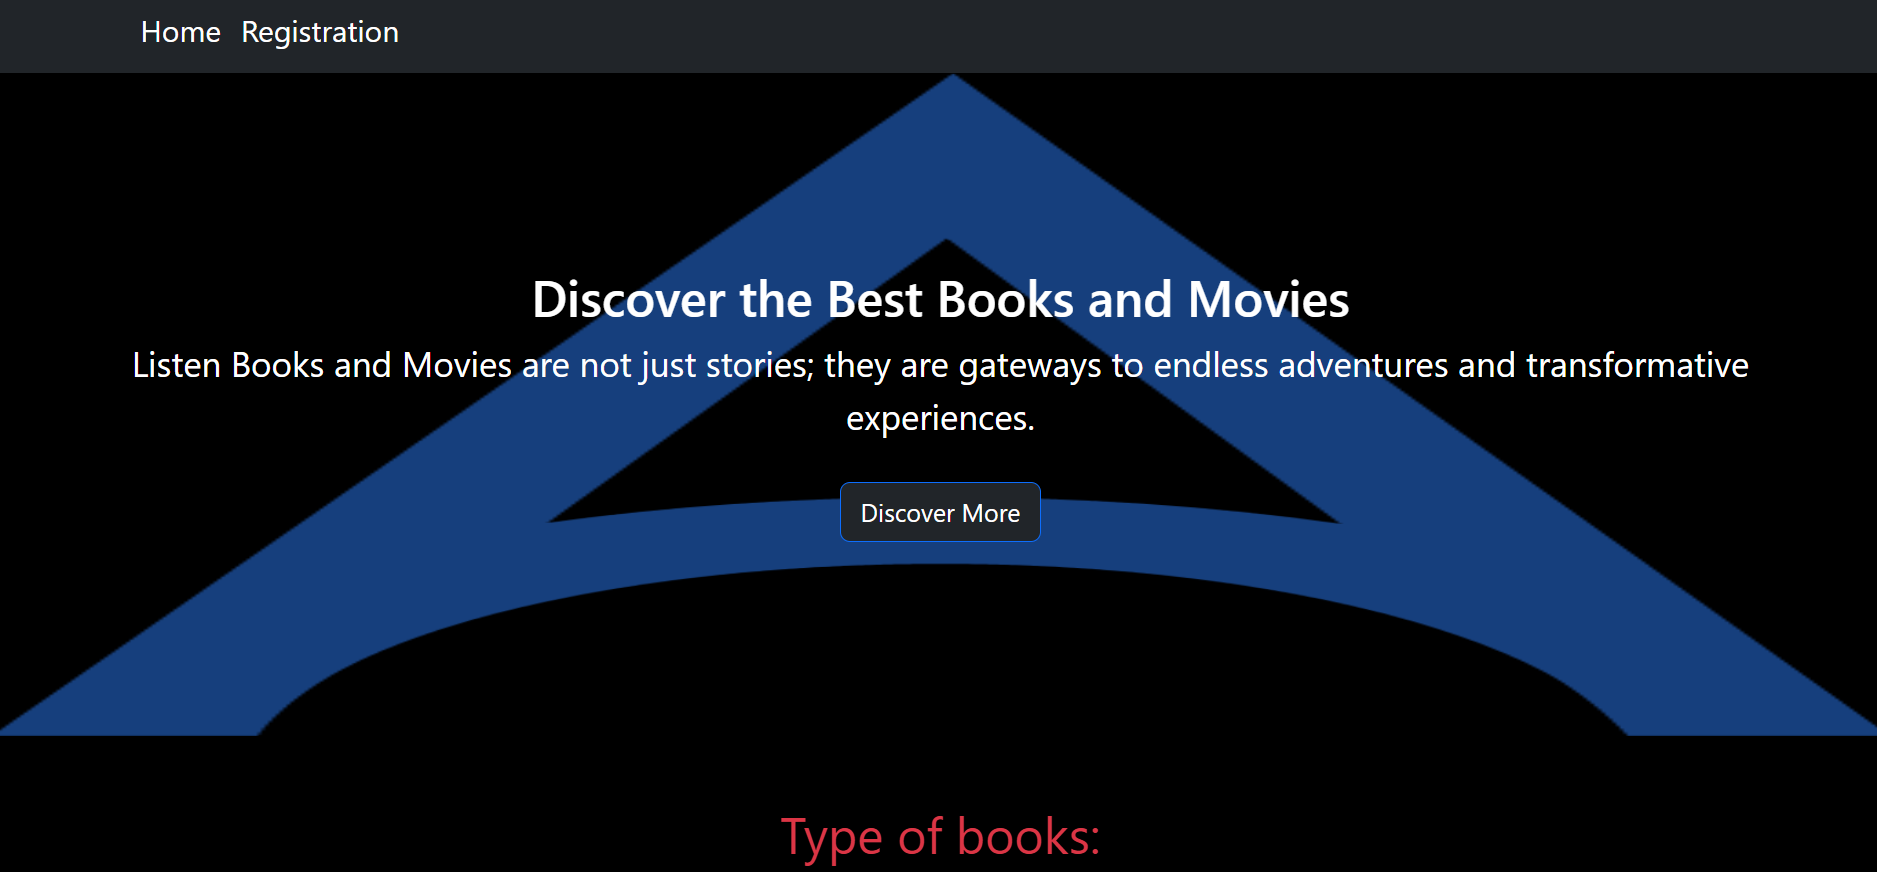 Home Registration
Discover the Best Books and Movies
Listen Books and Movies are not just stories; they are gateways to endless adventures and transformative
experiences.
Discover More
Type of books: